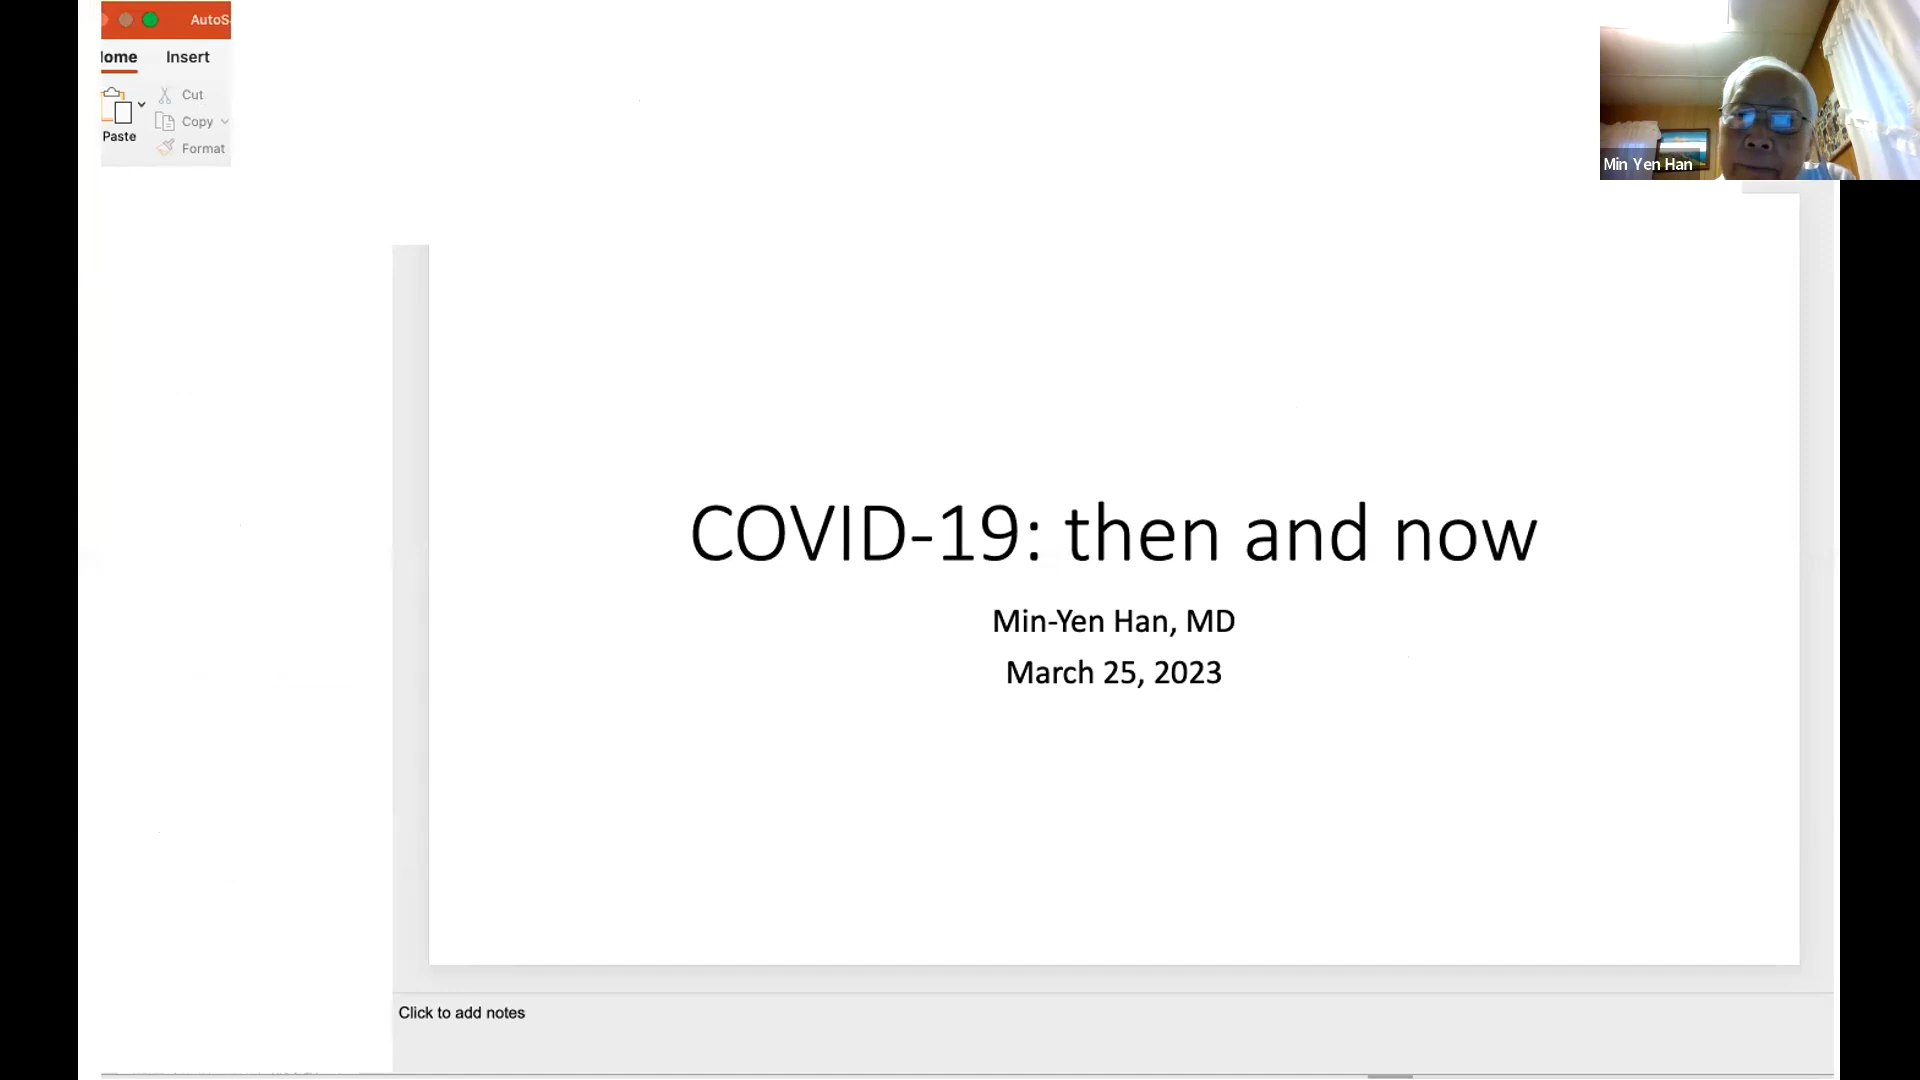 AutoS
Home Insert
Cut
Copy
Paste
Format
Min Yen Han
COVID-19: then and now
Min-Yen Han, MD
March 25, 2023
Click to add notes